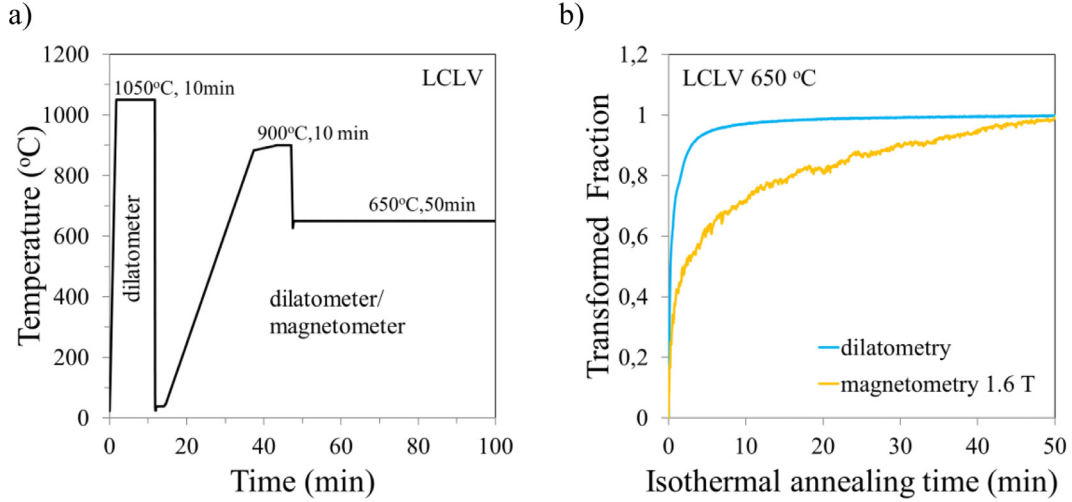 a)
1200
1000
800
600
400
200
0
Temperature (°C)
0
20
40
60
80
100
Time (min)
LCLV
1050°C, 10min
900°C,10 min
650°C,50min
dilatometer
dilatometer/
magnetometer
b)
1,2
1
0,8
0,6
0,4
0,2
0
Transformed Fraction
0
10
20
30
40
50
Isothermal annealing time (min)
LCLV 650 °C
dilatometry
magnetometry 1.6 T